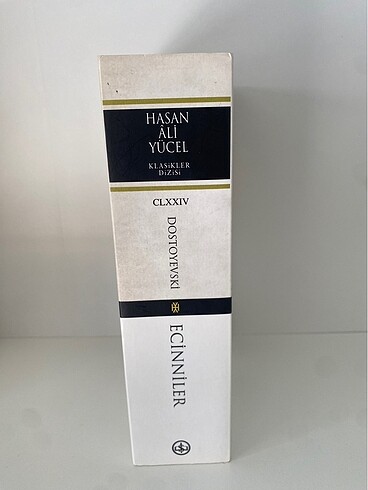 HASAN
ÂLİ
YÜCEL
KLASİKLER
DİZİSİ
CLXXIV
DOSTOYEVSKİ
ECİNNİLER